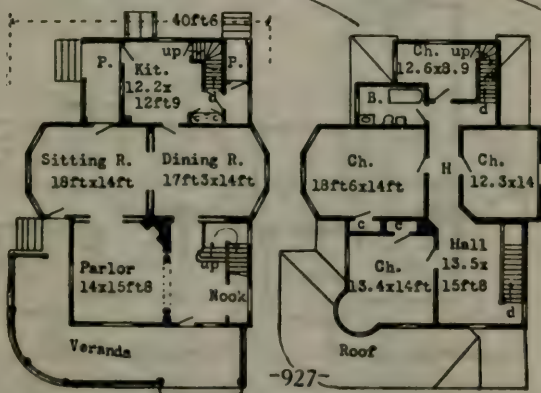 40ft6
P.
up
Kit.
12.2x
12ft9
P.
d
c c
Sitting R.
18ftx14ft
Dining R.
17ft3x14ft
Parlor
14x15ft8
up
Nook
Veranda
Ch. up
12.6x8.9
d
B.
Ch.
18ft6x14ft
H
Ch.
12.3x14
c c
Ch.
13.4x14ft
Hall
13.5x
15ft8
d
Roof
-927-